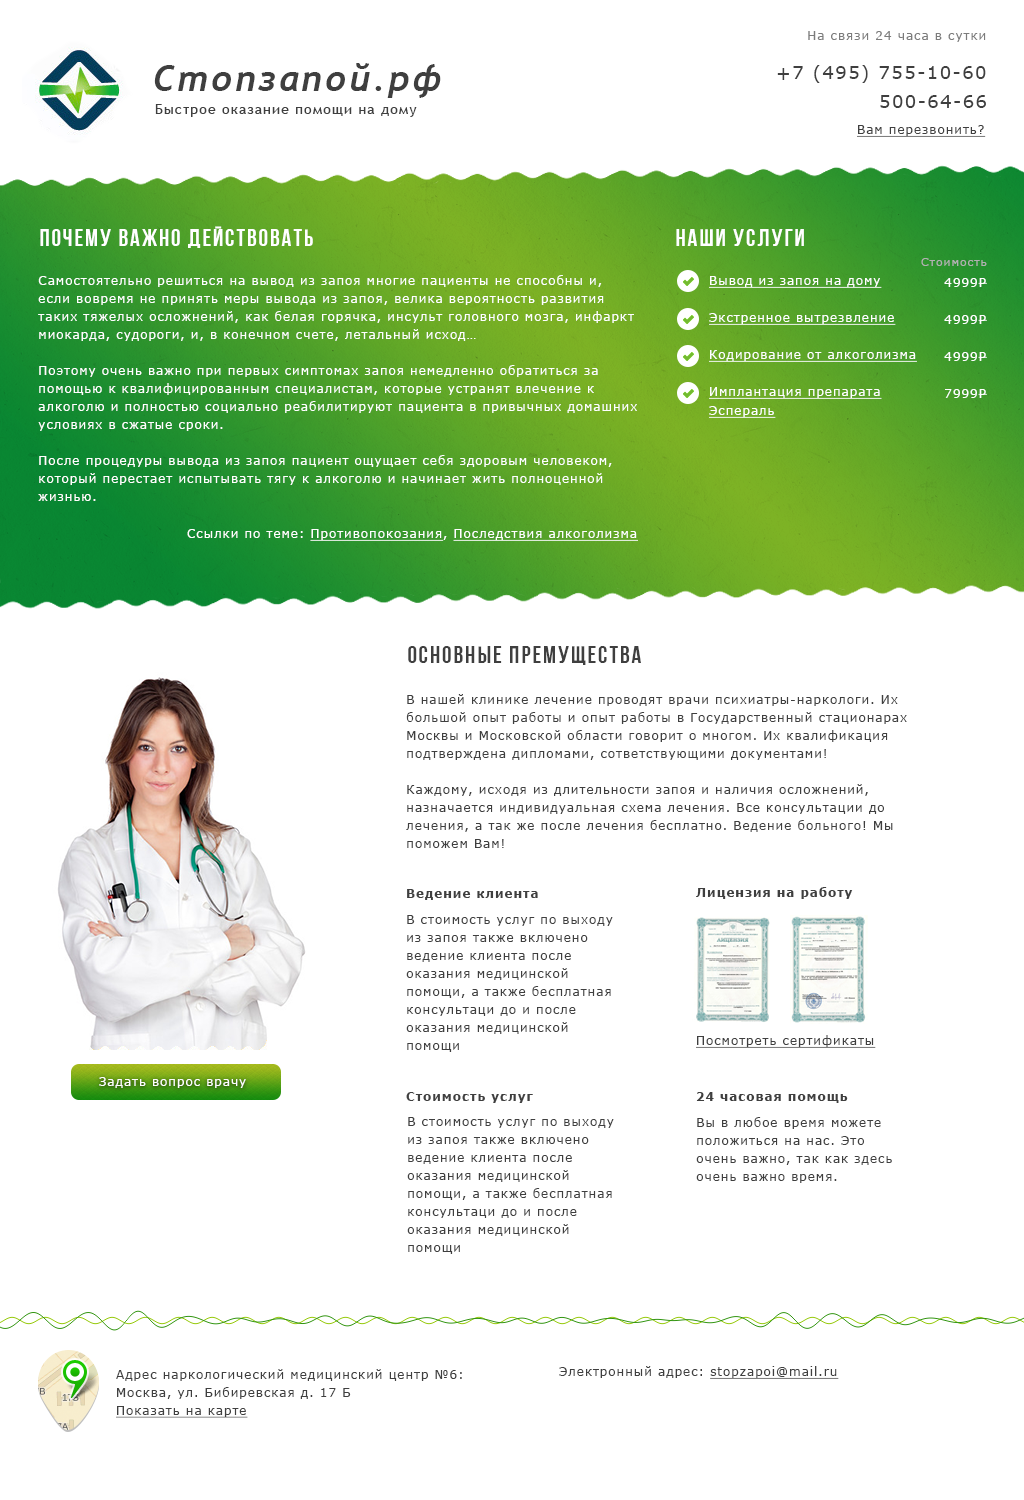 На связи 24 часа в сутки
Стопзапой.рф
+7 (495) 755-10-60
Быстрое оказание помощи на дому
500-64-66
Вам перезвонить?
ПОЧЕМУ ВАЖНО ДЕЙСТВОВАТЬ
Самостоятельно решиться на вывод из запоя многие пациенты не способны и,
если вовремя не принять меры вывода из запоя, велика вероятность развития
таких тяжелых осложнений, как белая горячка, инсульт головного мозга, инфаркт
миокарда, судороги, и, в конечном счете, летальный исход...
Поэтому очень важно при первых симптомах запоя немедленно обратиться за
помощью к квалифицированным специалистам, которые устранят влечение к
алкоголю и полностью социально реабилитируют пациента в привычных домашних
условиях в сжатые сроки.
После процедуры вывода из запоя пациент ощущает себя здоровым человеком,
который перестает испытывать тягу к алкоголю и начинает жить полноценной
жизнью.
Ссылки по теме: Противопокозания, Последствия алкоголизма
НАШИ УСЛУГИ
Стоимость
Вывод из запоя на дому 4999₽
Экстренное вытрезвление 4999₽
Кодирование от алкоголизма 4999₽
Имплантация препарата 7999₽
Эспераль
ОСНОВНЫЕ ПРЕМУЩЕСТВА
В нашей клинике лечение проводят врачи психиатры-наркологи. Их
большой опыт работы и опыт работы в Государственный стационарах
Москвы и Московской области говорит о многом. Их квалификация
подтверждена дипломами, сответствующими документами!
Каждому, исходя из длительности запоя и наличия осложнений,
назначается индивидуальная схема лечения. Все консультации до
лечения, а так же после лечения бесплатно. Ведение больного! Мы
поможем Вам!
Ведение клиента
В стоимость услуг по выходу
из запоя также включено
ведение клиента после
оказания медицинской
помощи, а также бесплатная
консультаци до и после
оказания медицинской
помощи
Лицензия на работу
ЛИЦЕНЗИЯ
Посмотреть сертификаты
Задать вопрос врачу
Стоимость услуг
В стоимость услуг по выходу
из запоя также включено
ведение клиента после
оказания медицинской
помощи, а также бесплатная
консультаци до и после
оказания медицинской
помощи
24 часовая помощь
Вы в любое время можете
положиться на нас. Это
очень важно, так как здесь
очень важно время.
Адрес наркологический медицинский центр №6:
Москва, ул. Бибиревская д. 17 Б
Показать на карте
Электронный адрес: stopzapoi@mail.ru